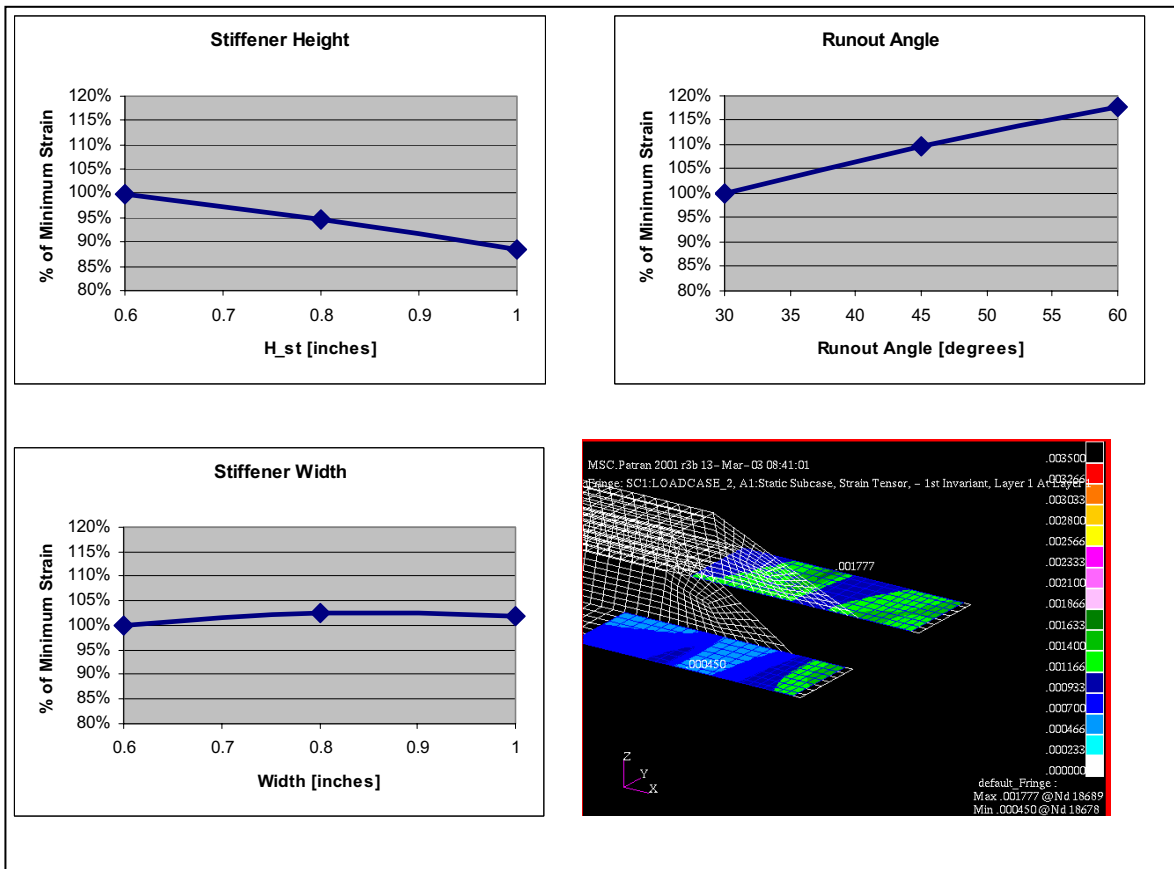 Stiffener Height
% of Minimum Strain
120%
115%
110%
105%
100%
95%
90%
85%
80%
0.6 0.7 0.8 0.9 1
H_st [inches]
Runout Angle
% of Minimum Strain
120%
115%
110%
105%
100%
95%
90%
85%
80%
30 35 40 45 50 55 60
Runout Angle [degrees]
Stiffener Width
% of Minimum Strain
120%
115%
110%
105%
100%
95%
90%
85%
80%
0.6 0.7 0.8 0.9 1
Width [inches]
MSC.Patran 2001 r3b 13-Mar-03 08:41:01
Fringe: SC1:LOADCASE_2, A1:Static Subcase, Strain Tensor, - 1st Invariant, Layer 1 At Layer 1
.003500
.003266
.003033
.002800
.002566
.002333
.002100
.001866
.001633
.001400
.001166
.000933
.000700
.000466
.000233
.000000
.001777
.000450
Z
Y
X
default_Fringe :
Max .001777 @Nd 18689
Min .000450 @Nd 18678